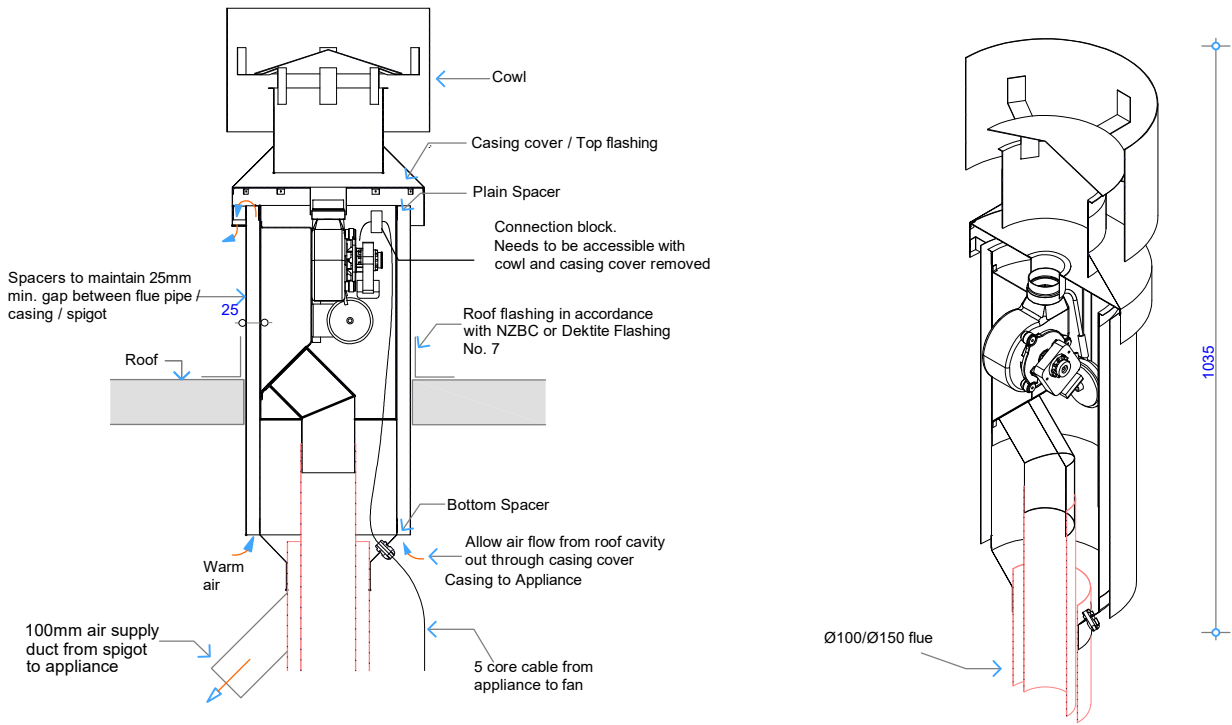 Cowl
Casing cover / Top flashing
Plain Spacer
Connection block.
Needs to be accessible with
cowl and casing cover removed
Spacers to maintain 25mm
min. gap between flue pipe /
casing / spigot
25
Roof flashing in accordance
with NZBC or Dektite Flashing
No. 7
Roof
Bottom Spacer
Allow air flow from roof cavity
out through casing cover
Casing to Appliance
Warm
air
100mm air supply
duct from spigot
to appliance
5 core cable from
appliance to fan
1035
Ø100/Ø150 flue